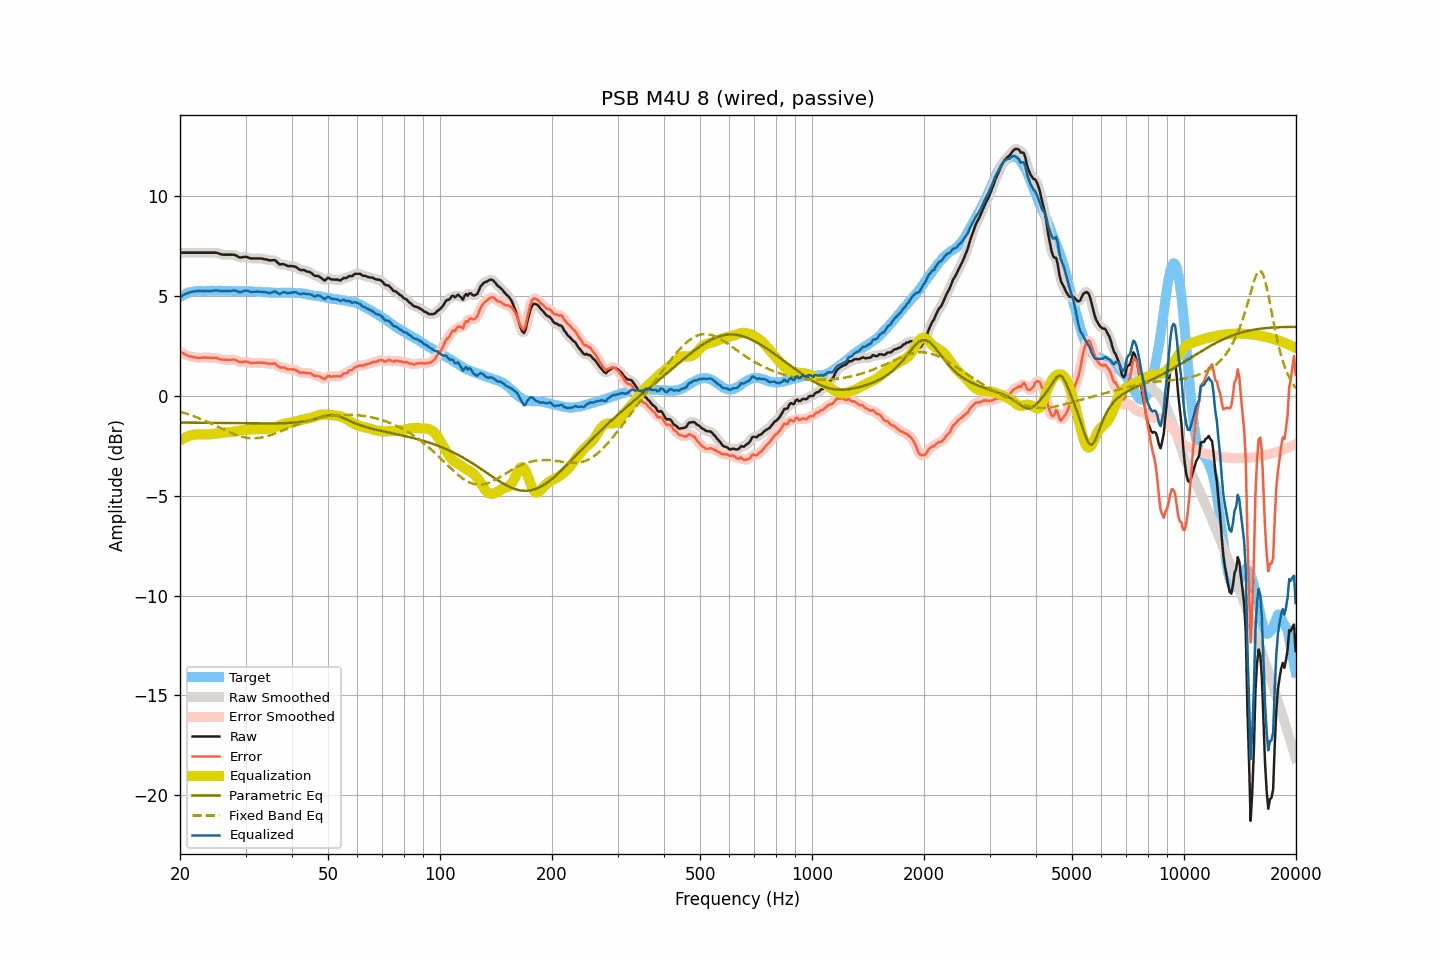 PSB M4U 8 (wired, passive)
Amplitude (dBr)
10
5
0
−5
−10
−15
−20
Target
Raw Smoothed
Error Smoothed
Raw
Error
Equalization
Parametric Eq
Fixed Band Eq
Equalized
20
50
100
200
500
1000
2000
5000
10000
20000
Frequency (Hz)